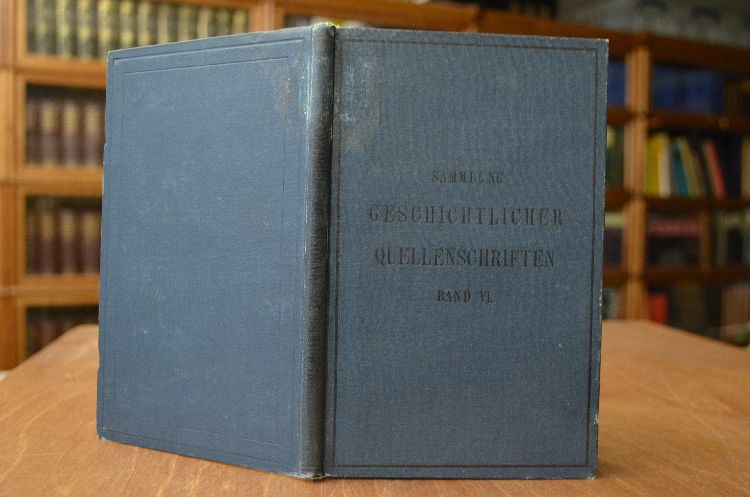 SAMMLUNG
GESCHICHTLICHER
QUELLENSCHRIFTEN
BAND VI.